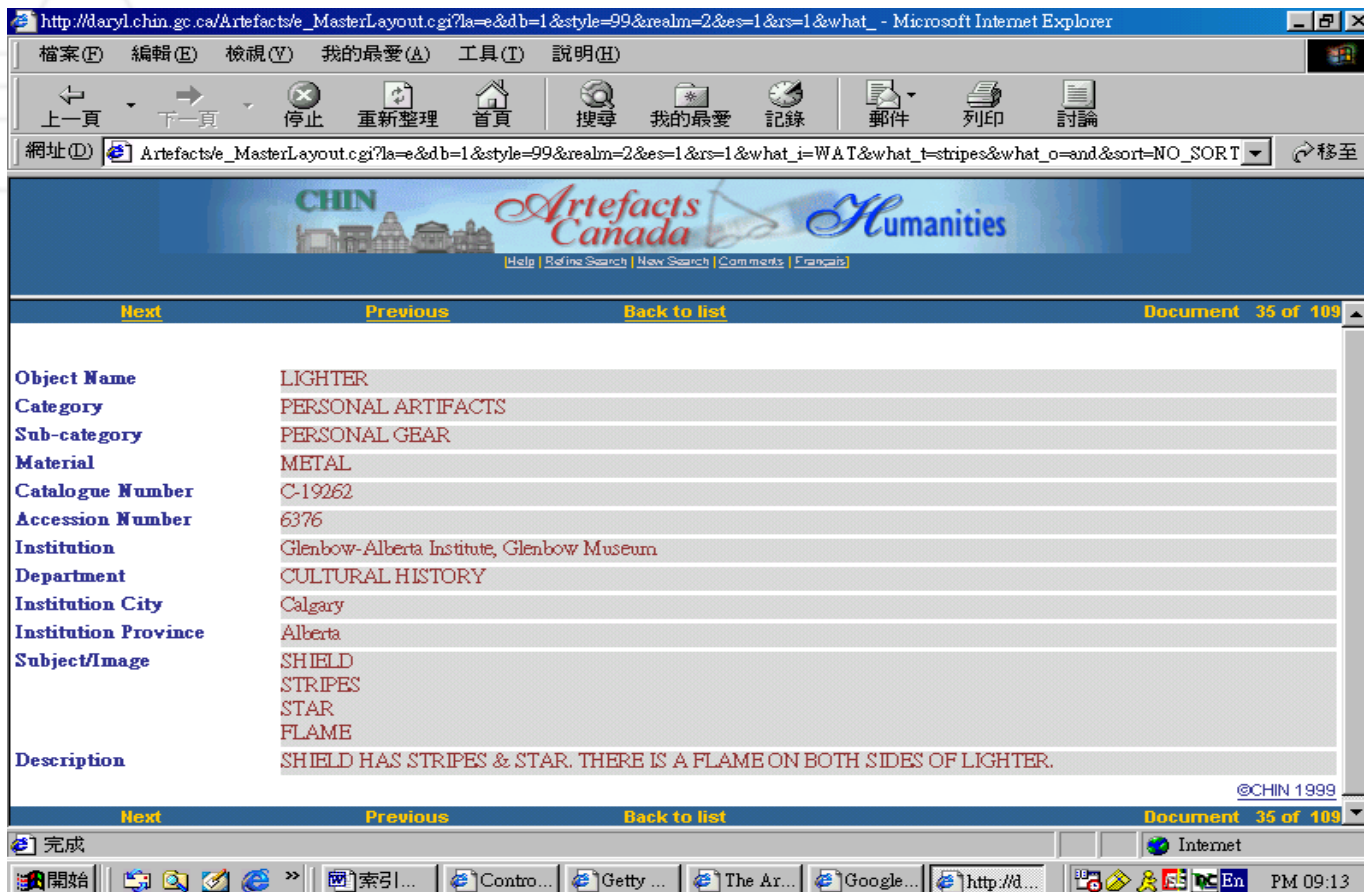 http://daryl.chin.gc.ca/Artefacts/e_MasterLayout.cgi?la=e&db=1&style=99&realm=2&es=1&rs=1&what_ - Microsoft Internet Explorer
檔案(F) 編輯(E) 檢視(V) 我的最愛(A) 工具(T) 說明(H)
上一頁 下一頁 停止 重新整理 首頁 搜尋 我的最愛 記錄 郵件 列印 討論
網址(D) Artefacts/e_MasterLayout.cgi?la=e&db=1&style=99&realm=2&es=1&rs=1&what_i=WAT&what_t=stripes&what_o=and&sort=NO_SORT 移至
CHIN Artefacts Canada Humanities
[Help | Refine Search | New Search | Comments | Français]
Next Previous Back to list Document 35 of 109
Object Name LIGHTER
Category PERSONAL ARTIFACTS
Sub-category PERSONAL GEAR
Material METAL
Catalogue Number C-19262
Accession Number 6376
Institution Glenbow-Alberta Institute, Glenbow Museum
Department CULTURAL HISTORY
Institution City Calgary
Institution Province Alberta
Subject/Image SHIELD
STRIPES
STAR
FLAME
Description SHIELD HAS STRIPES & STAR. THERE IS A FLAME ON BOTH SIDES OF LIGHTER.
©CHIN 1999
Next Previous Back to list Document 35 of 109
完成 Internet
開始 » 索引... Contro... Getty ... The Ar... Google... http://d... En PM 09:13